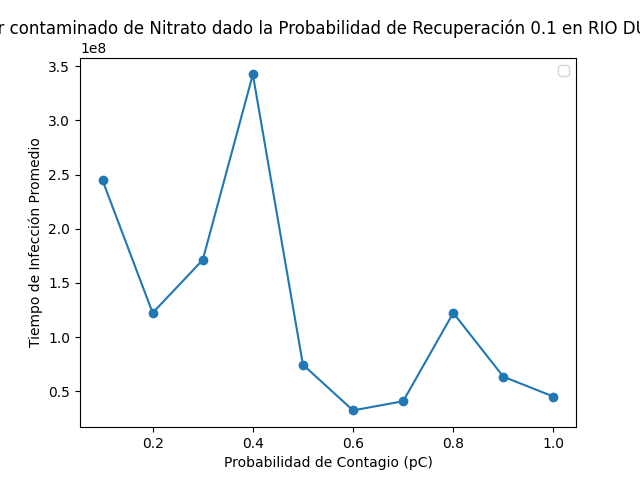 r contaminado de Nitrato dado la Probabilidad de Recuperación 0.1 en RIO DU
1e8
3.5
3.0
2.5
2.0
1.5
1.0
0.5
Tiempo de Infección Promedio
0.2 0.4 0.6 0.8 1.0
Probabilidad de Contagio (pC)